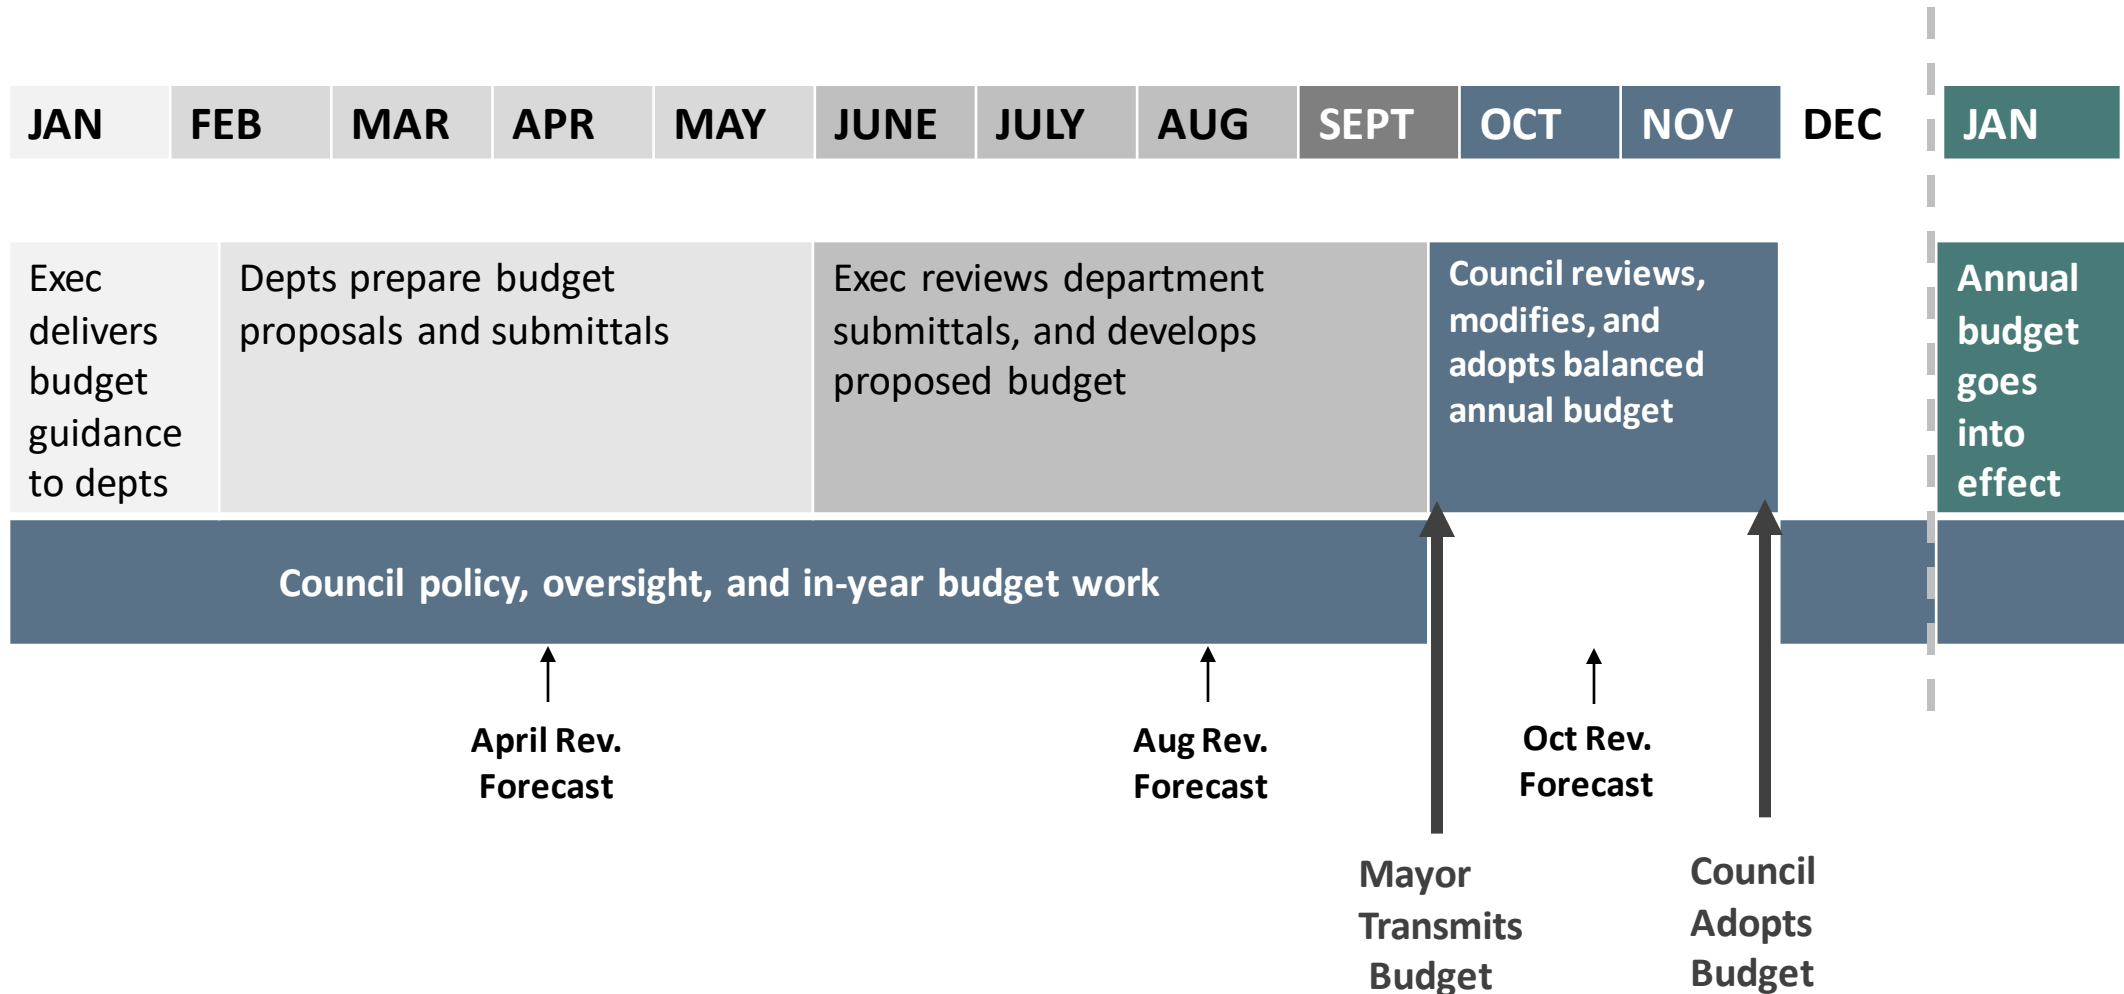 JAN FEB MAR APR MAY JUNE JULY AUG SEPT OCT NOV DEC JAN
Exec
delivers
budget
guidance
to depts
Depts prepare budget
proposals and submittals
Exec reviews department
submittals, and develops
proposed budget
Council reviews,
modifies, and
adopts balanced
annual budget
Annual
budget
goes
into
effect
Council policy, oversight, and in-year budget work
April Rev.
Forecast
Aug Rev.
Forecast
Oct Rev.
Forecast
Mayor
Transmits
Budget
Council
Adopts
Budget